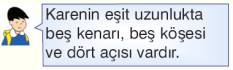 Karenin eşit uzunlukta
beş kenarı, beş köşesi
ve dört açısı vardır.